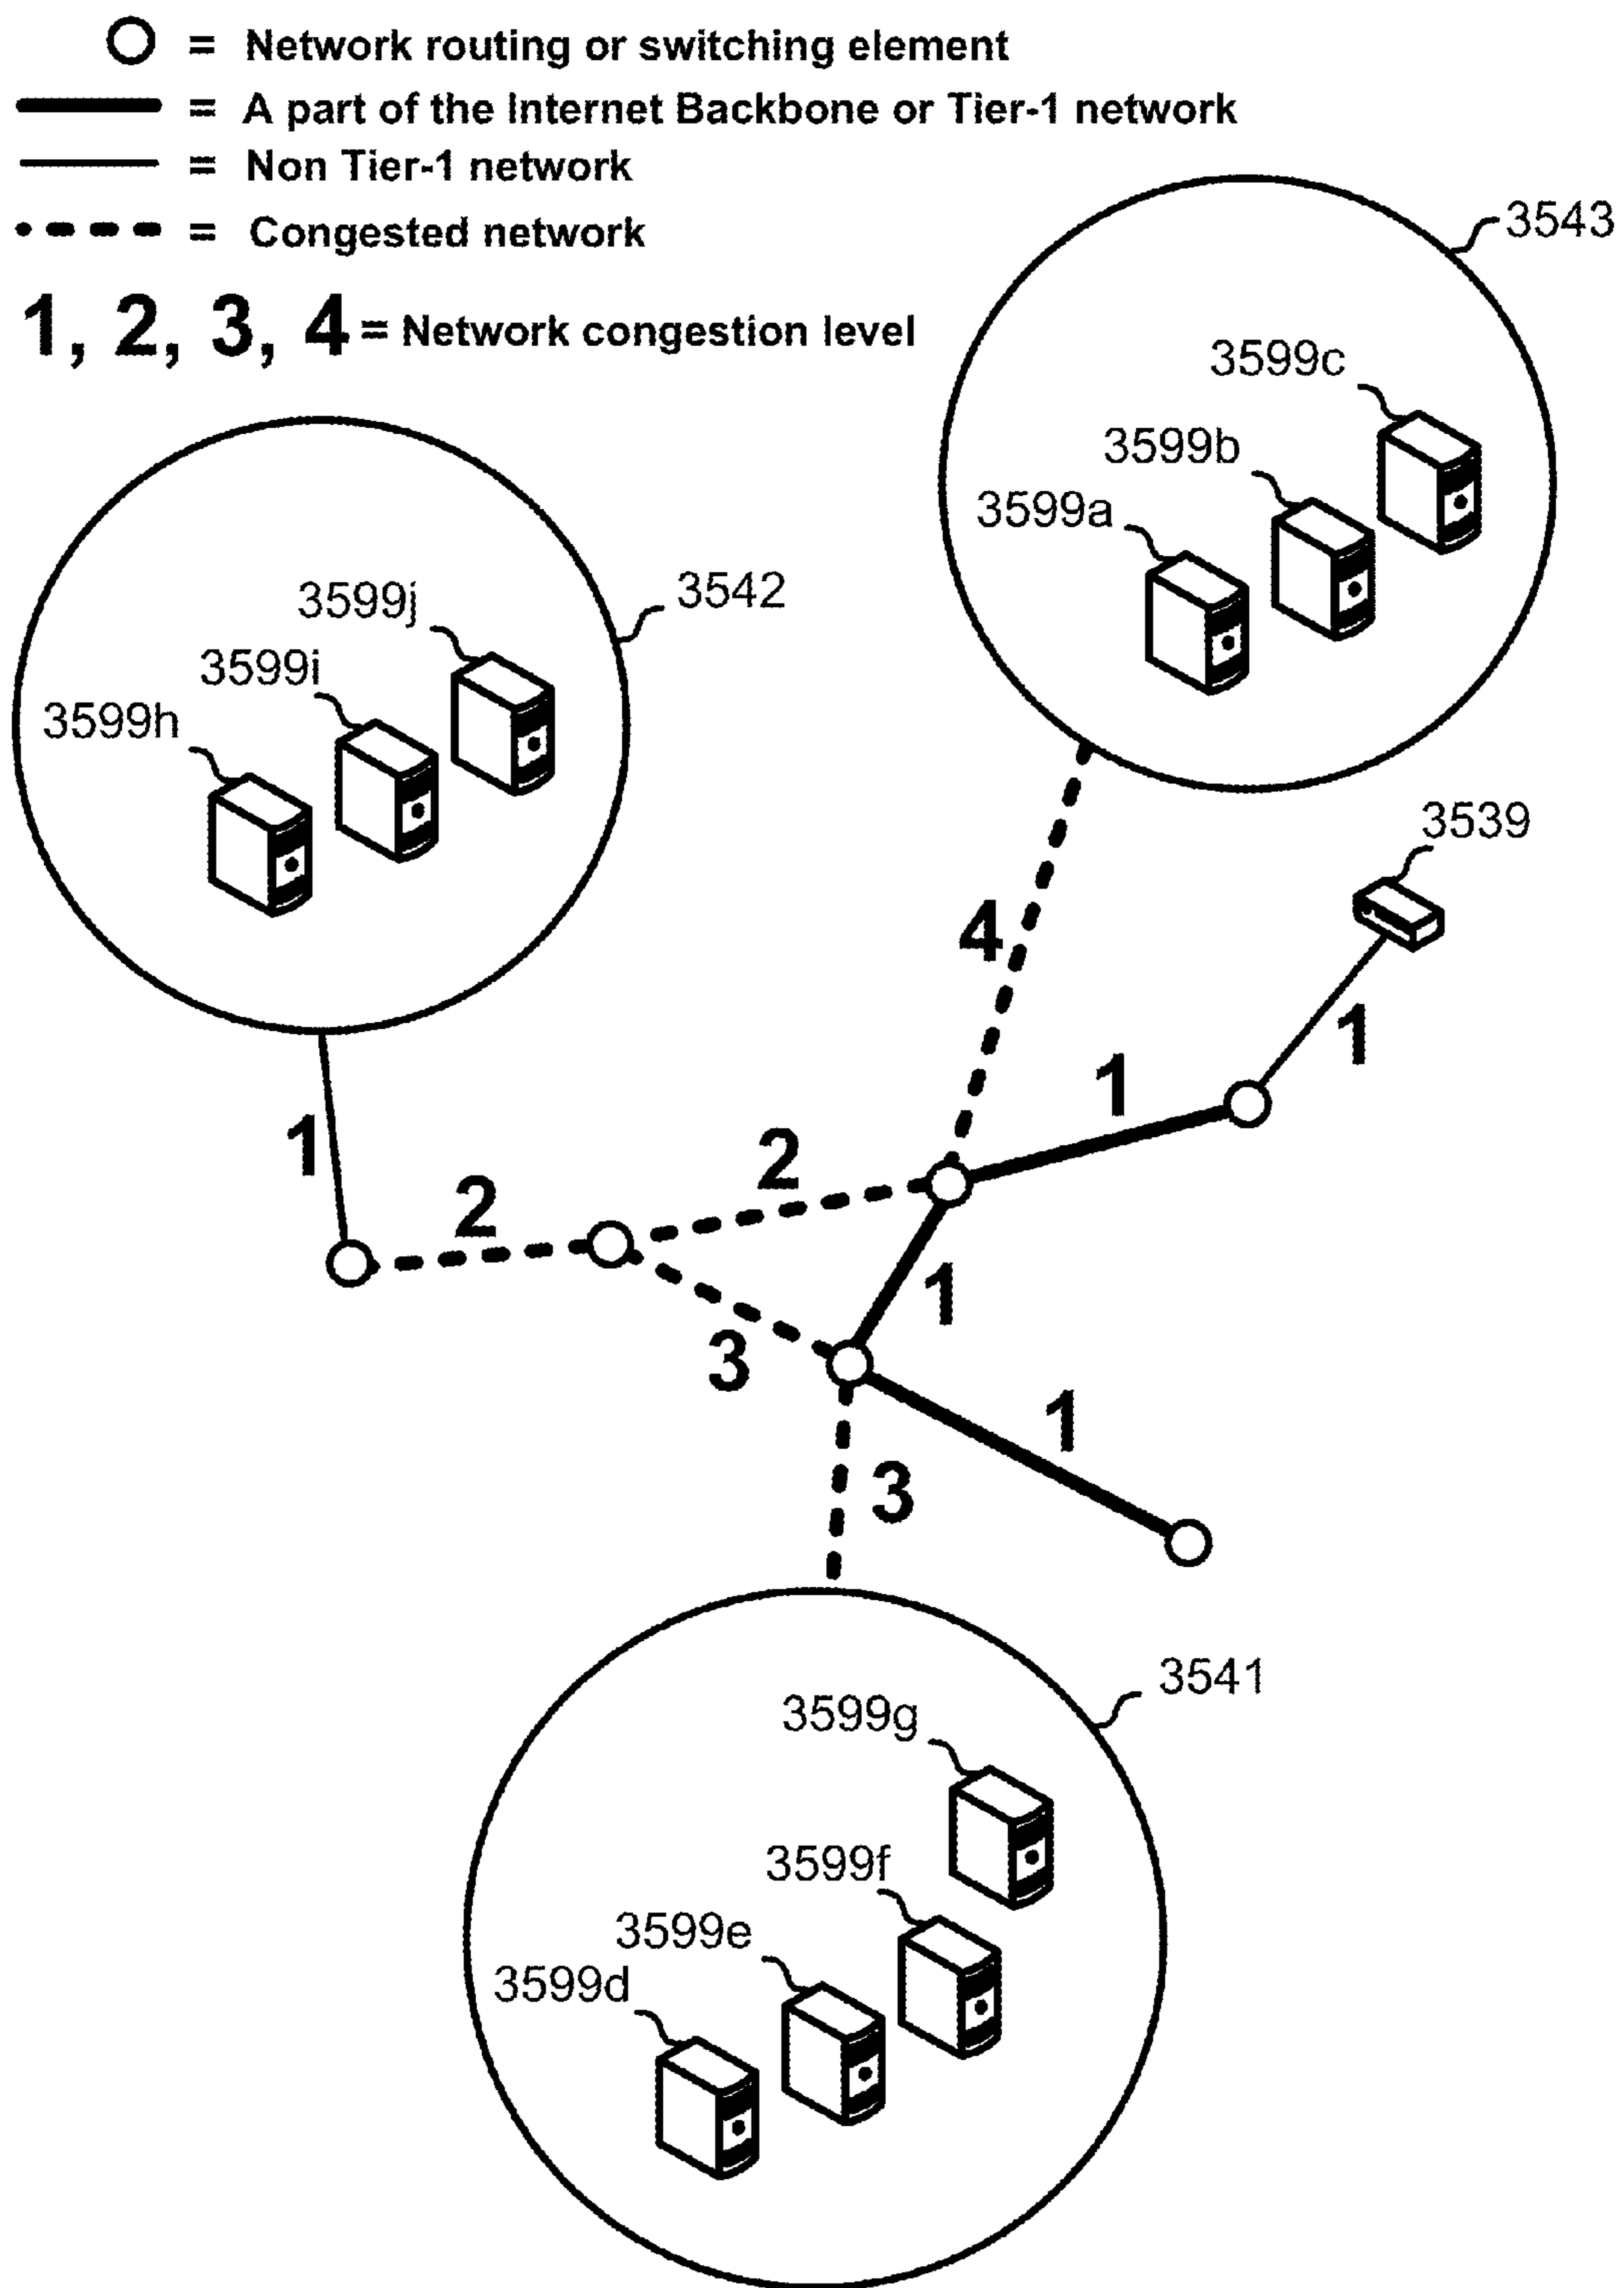 = Network routing or switching element
= A part of the Internet Backbone or Tier-1 network
= Non Tier-1 network
= Congested network
1, 2, 3, 4 = Network congestion level
3543
3599c
3599b
3599a
3542
3599j
3599i
3599h
3539
4
1
1
1
2
2
1
3
1
3
3541
3599g
3599f
3599e
3599d